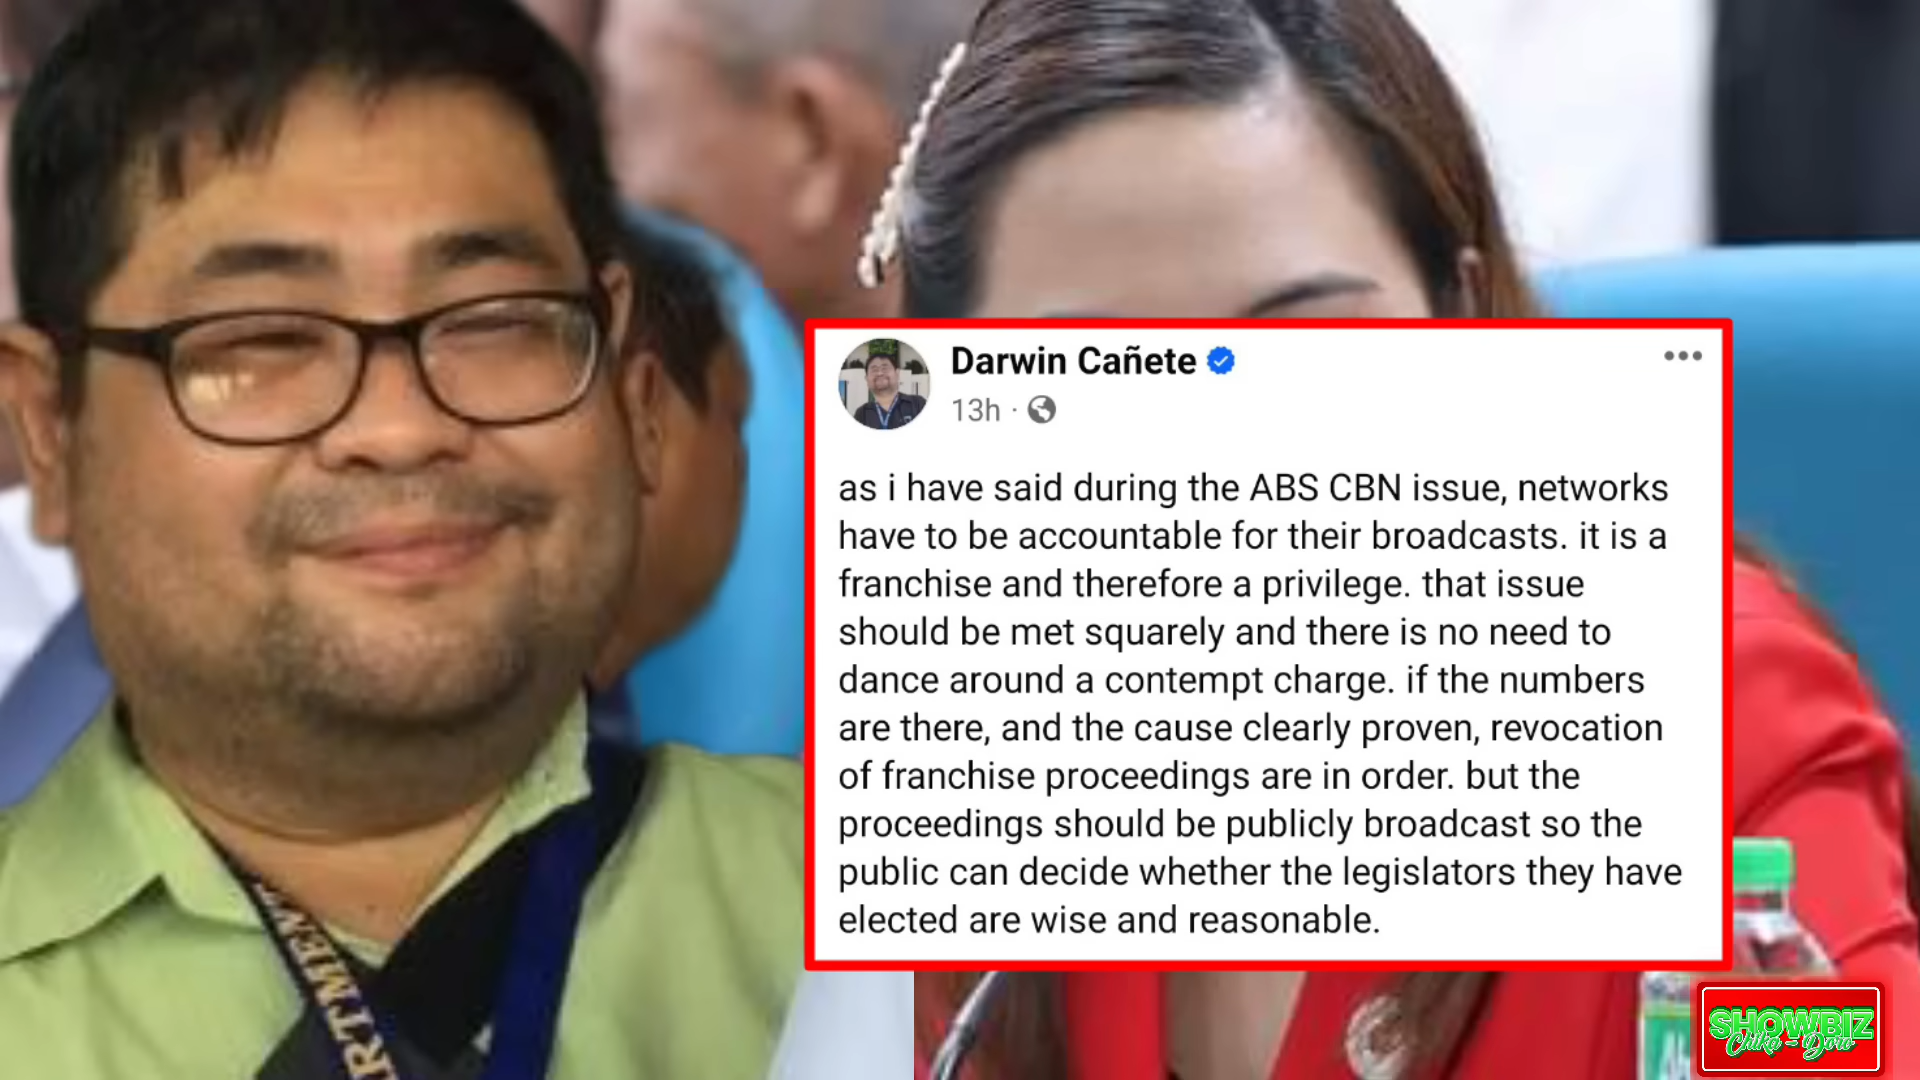 Darwin Cañete
13h ·
as i have said during the ABS CBN issue, networks
have to be accountable for their broadcasts. it is a
franchise and therefore a privilege. that issue
should be met squarely and there is no need to
dance around a contempt charge. if the numbers
are there, and the cause clearly proven, revocation
of franchise proceedings are in order. but the
proceedings should be publicly broadcast so the
public can decide whether the legislators they have
elected are wise and reasonable.
SHOWBIZ
Chika - Doro